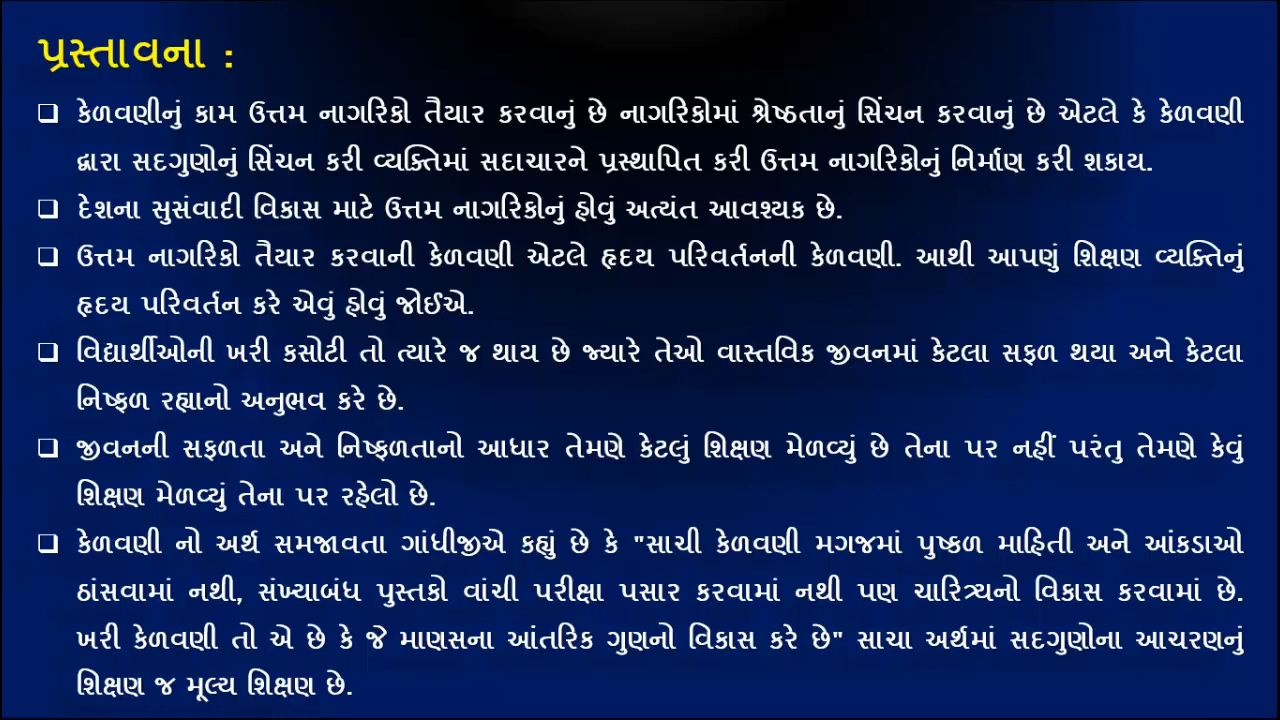 પ્રસ્તાવના :
❑ કેળવણીનું કામ ઉત્તમ નાગરિકો તૈયાર કરવાનું છે નાગરિકોમાં શ્રેષ્ઠતાનું સિંચન કરવાનું છે એટલે કે કેળવણી
દ્વારા સદગુણોનું સિંચન કરી વ્યક્તિમાં સદાચારને પ્રસ્થાપિત કરી ઉત્તમ નાગરિકોનું નિર્માણ કરી શકાય.
❑ દેશના સુસંવાદી વિકાસ માટે ઉત્તમ નાગરિકોનું હોવું અત્યંત આવશ્યક છે.
❑ ઉત્તમ નાગરિકો તૈયાર કરવાની કેળવણી એટલે હૃદય પરિવર્તનની કેળવણી. આથી આપણું શિક્ષણ વ્યક્તિનું
હૃદય પરિવર્તન કરે એવું હોવું જોઈએ.
❑ વિદ્યાર્થીઓની ખરી કસોટી તો ત્યારે જ થાય છે જ્યારે તેઓ વાસ્તવિક જીવનમાં કેટલા સફળ થયા અને કેટલા
નિષ્ફળ રહ્યાનો અનુભવ કરે છે.
❑ જીવનની સફળતા અને નિષ્ફળતાનો આધાર તેમણે કેટલું શિક્ષણ મેળવ્યું છે તેના પર નહીં પરંતુ તેમણે કેવું
શિક્ષણ મેળવ્યું તેના પર રહેલો છે.
❑ કેળવણી નો અર્થ સમજાવતા ગાંધીજીએ કહ્યું છે કે "સાચી કેળવણી મગજમાં પુષ્કળ માહિતી અને આંકડાઓ
ઠાંસવામાં નથી, સંખ્યાબંધ પુસ્તકો વાંચી પરીક્ષા પસાર કરવામાં નથી પણ ચારિત્ર્યનો વિકાસ કરવામાં છે.
ખરી કેળવણી તો એ છે કે જે માણસના આંતરિક ગુણનો વિકાસ કરે છે" સાચા અર્થમાં સદગુણોના આચરણનું
શિક્ષણ જ મૂલ્ય શિક્ષણ છે.